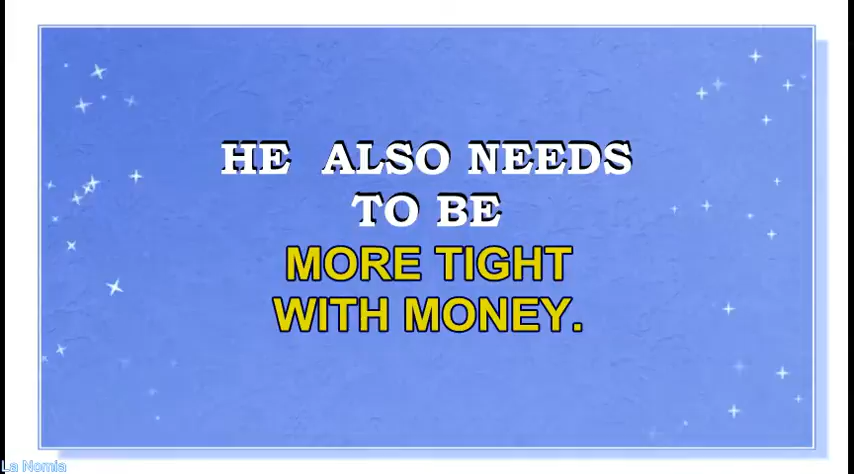 HE ALSO NEEDS
TO BE
MORE TIGHT
WITH MONEY.
La Nomia